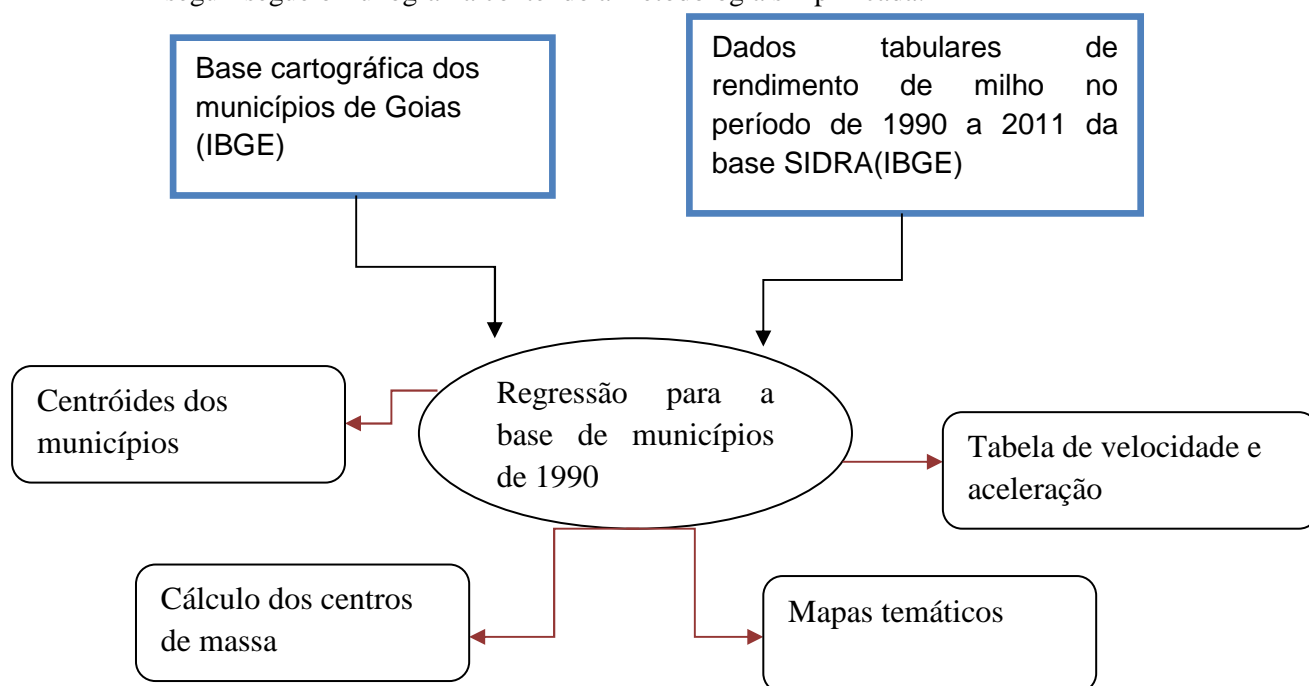 Base cartográfica dos
municípios de Goias
(IBGE)
Dados tabulares de
rendimento de milho no
período de 1990 a 2011 da
base SIDRA(IBGE)
Regressão para a
base de municípios
de 1990
Centróides dos
municípios
Tabela de velocidade e
aceleração
Cálculo dos centros
de massa
Mapas temáticos